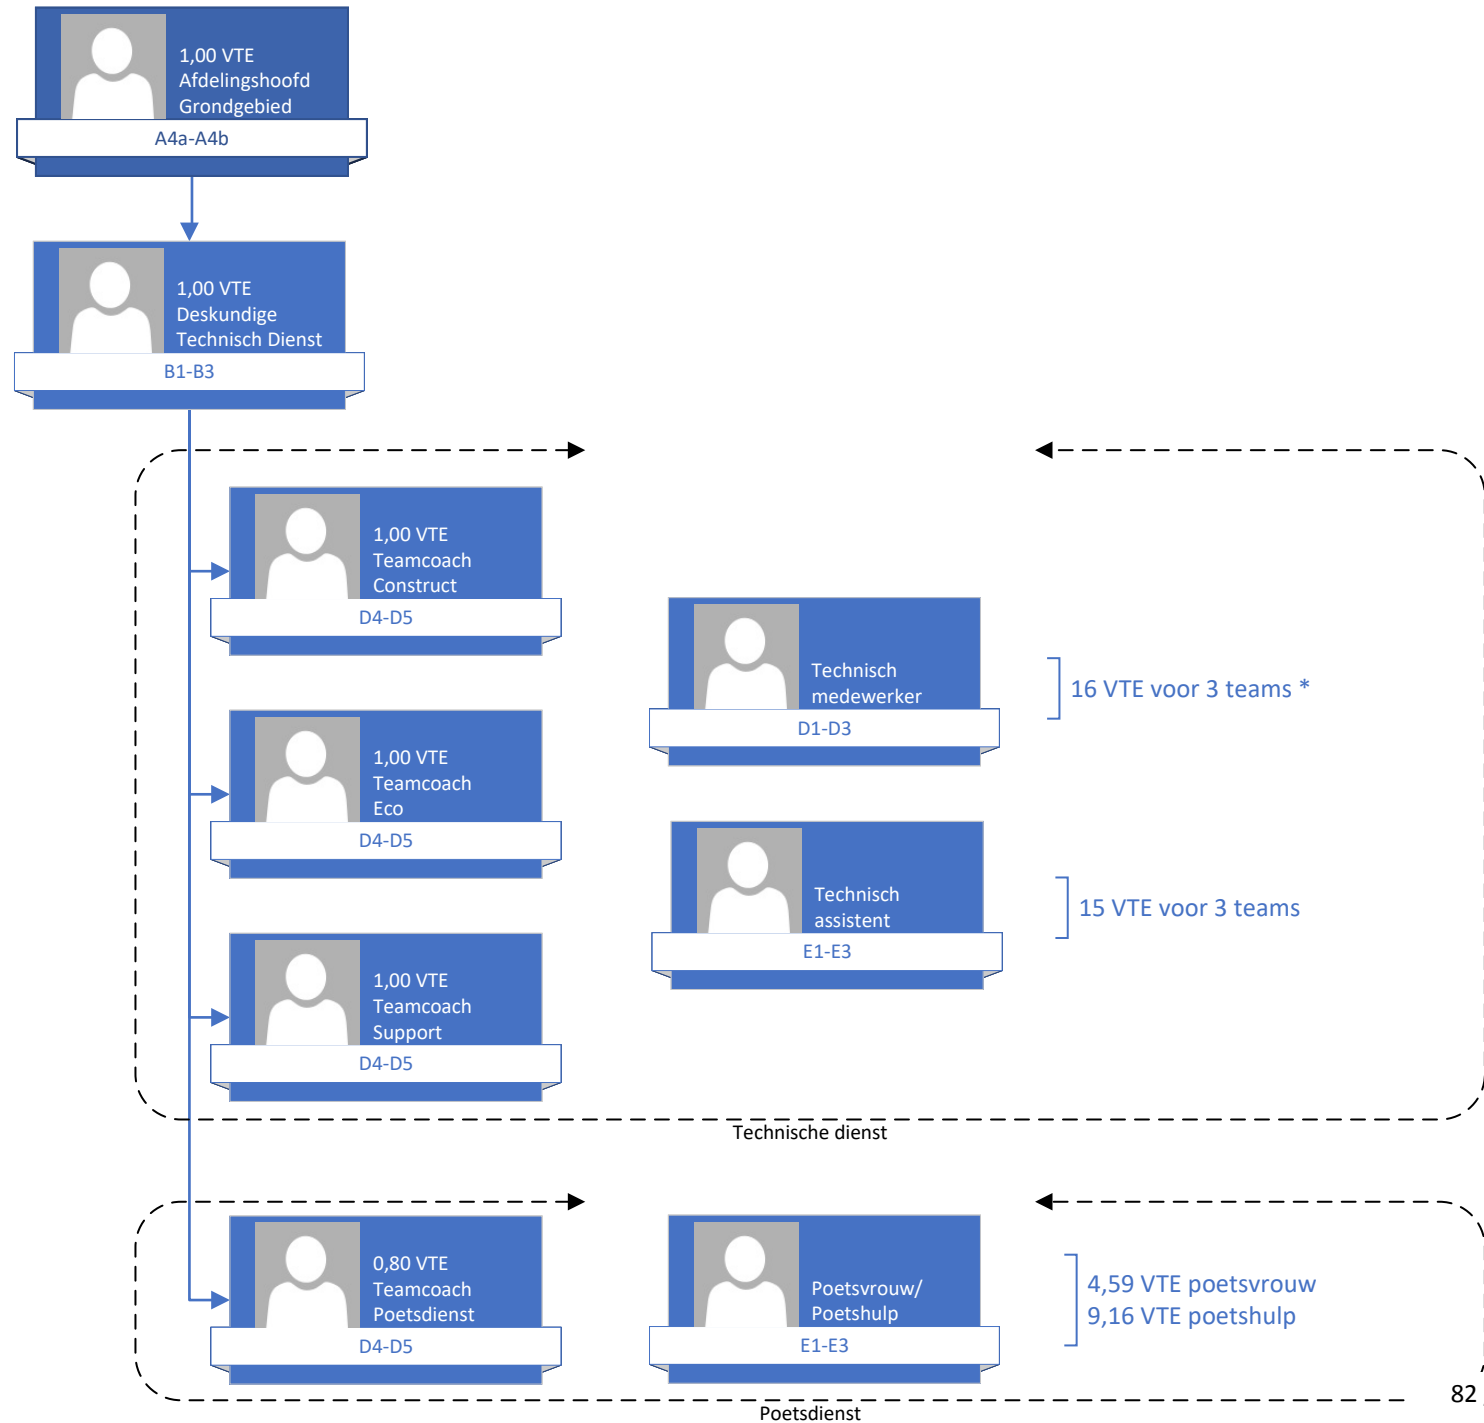 1,00 VTE
Afdelingshoofd
Grondgebied
A4a-A4b
1,00 VTE
Deskundige
Technisch Dienst
B1-B3
1,00 VTE
Teamcoach
Construct
D4-D5
Technisch
medewerker
D1-D3
16 VTE voor 3 teams *
1,00 VTE
Teamcoach
Eco
D4-D5
Technisch
assistent
E1-E3
15 VTE voor 3 teams
1,00 VTE
Teamcoach
Support
D4-D5
Technische dienst
0,80 VTE
Teamcoach
Poetsdienst
D4-D5
Poetsvrouw/
Poetshulp
E1-E3
4,59 VTE poetsvrouw
9,16 VTE poetshulp
Poetsdienst
82